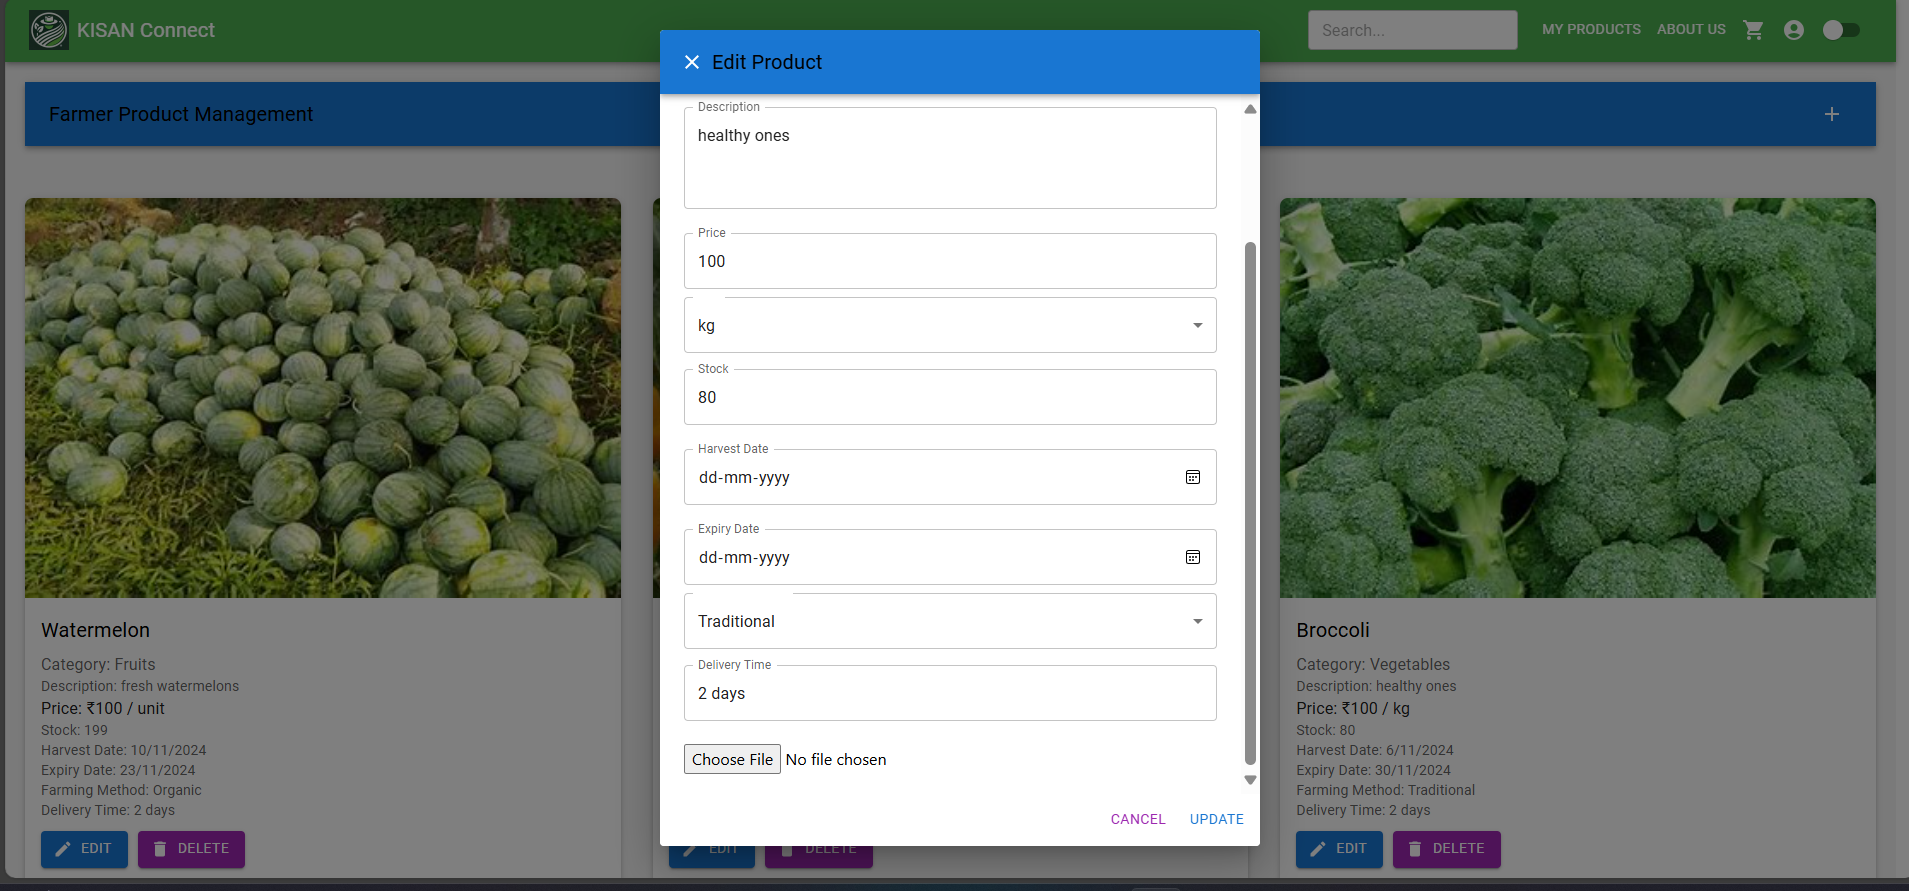 KISAN Connect
Search...
MY PRODUCTS
ABOUT US
Farmer Product Management
+
Edit Product
Description
healthy ones
Price
100
kg
Stock
80
Harvest Date
dd-mm-yyyy
Expiry Date
dd-mm-yyyy
Traditional
Delivery Time
2 days
Choose File No file chosen
CANCEL
UPDATE
Watermelon
Category: Fruits
Description: fresh watermelons
Price: ₹100 / unit
Stock: 199
Harvest Date: 10/11/2024
Expiry Date: 23/11/2024
Farming Method: Organic
Delivery Time: 2 days
EDIT
DELETE
EDIT
DELETE
Broccoli
Category: Vegetables
Description: healthy ones
Price: ₹100 / kg
Stock: 80
Harvest Date: 6/11/2024
Expiry Date: 30/11/2024
Farming Method: Traditional
Delivery Time: 2 days
EDIT
DELETE